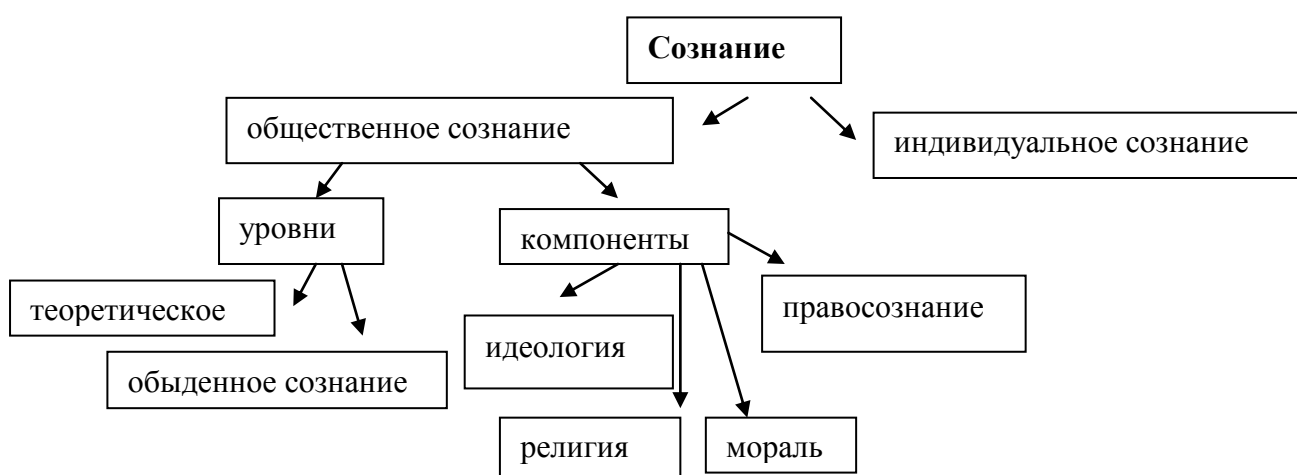 Сознание
общественное сознание
индивидуальное сознание
уровни
компоненты
теоретическое
правосознание
идеология
обыденное сознание
религия
мораль